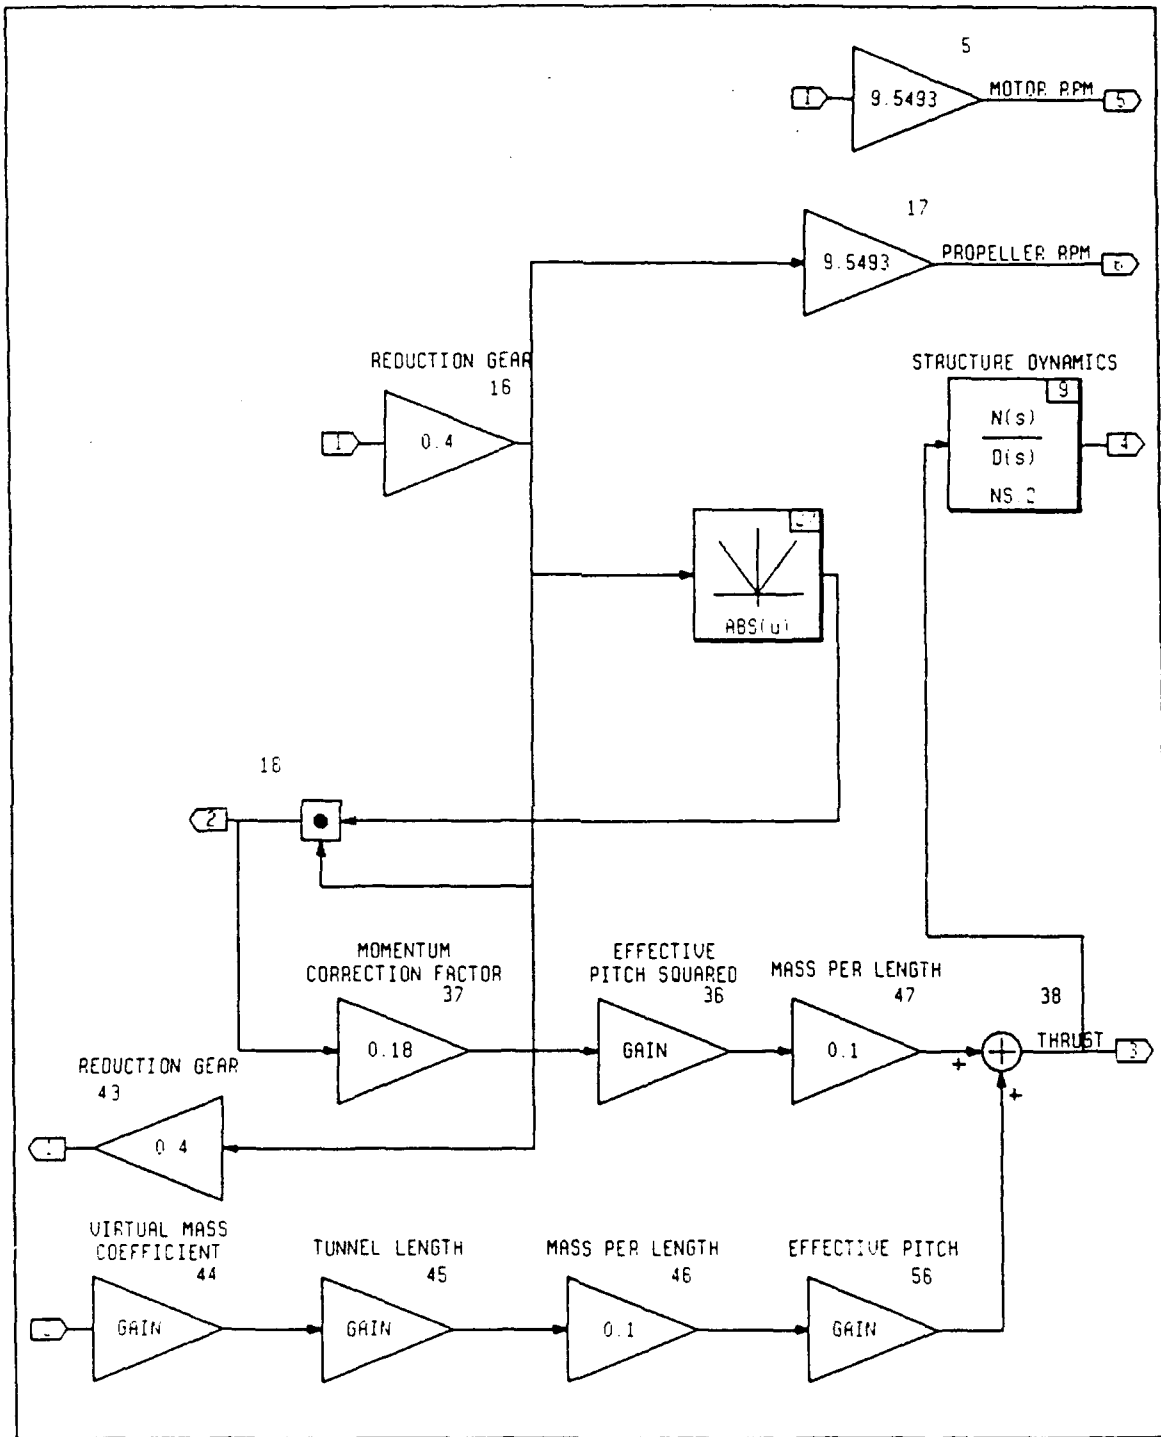 5
1
9.5493
MOTOR RPM
5
17
9.5493
PROPELLER RPM
6
REDUCTION GEAR
16
1
0.4
STRUCTURE DYNAMICS
9
N(s)
D(s)
4
ABS(u)
18
2
MOMENTUM
CORRECTION FACTOR
37
0.18
EFFECTIVE
PITCH SQUARED
36
GAIN
MASS PER LENGTH
47
0.1
38
+
+
THRUST
3
REDUCTION GEAR
43
0.4
1
VIRTUAL MASS
COEFFICIENT
44
GAIN
TUNNEL LENGTH
45
GAIN
MASS PER LENGTH
46
0.1
EFFECTIVE PITCH
56
GAIN